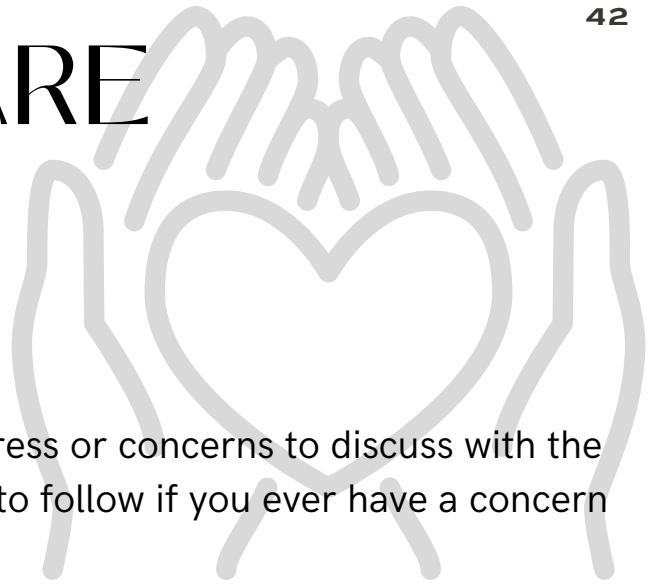 42
ARE
ress or concerns to discuss with the
to follow if you ever have a concern